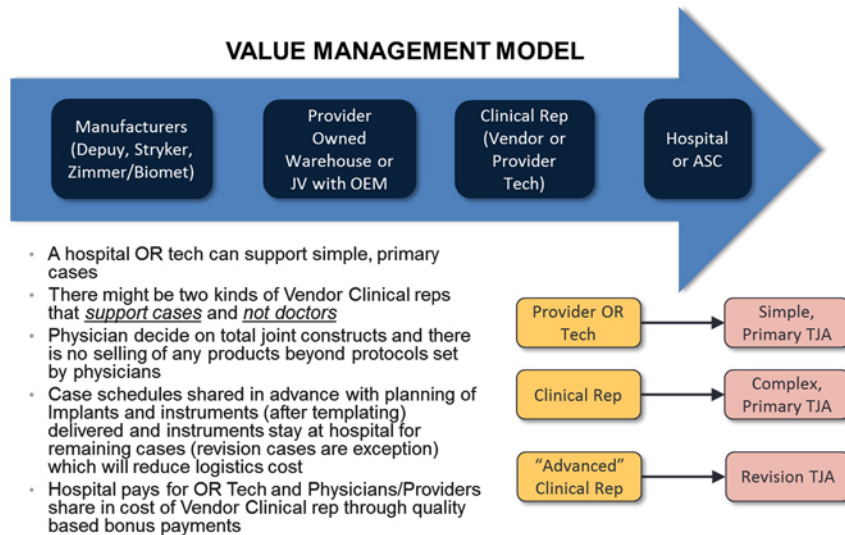 VALUE MANAGEMENT MODEL
Manufacturers
(Depuy, Stryker,
Zimmer/Biomet)
Provider
Owned
Warehouse or
JV with OEM
Clinical Rep
(Vendor or
Provider
Tech)
Hospital
or ASC
• A hospital OR tech can support simple, primary
cases
• There might be two kinds of Vendor Clinical reps
that support cases and not doctors
• Physician decide on total joint constructs and there
is no selling of any products beyond protocols set
by physicians
• Case schedules shared in advance with planning of
Implants and instruments (after templating)
delivered and instruments stay at hospital for
remaining cases (revision cases are exception)
which will reduce logistics cost
• Hospital pays for OR Tech and Physicians/Providers
share in cost of Vendor Clinical rep through quality
based bonus payments
Provider OR
Tech
Simple,
Primary TJA
Clinical Rep
Complex,
Primary TJA
“Advanced”
Clinical Rep
Revision TJA